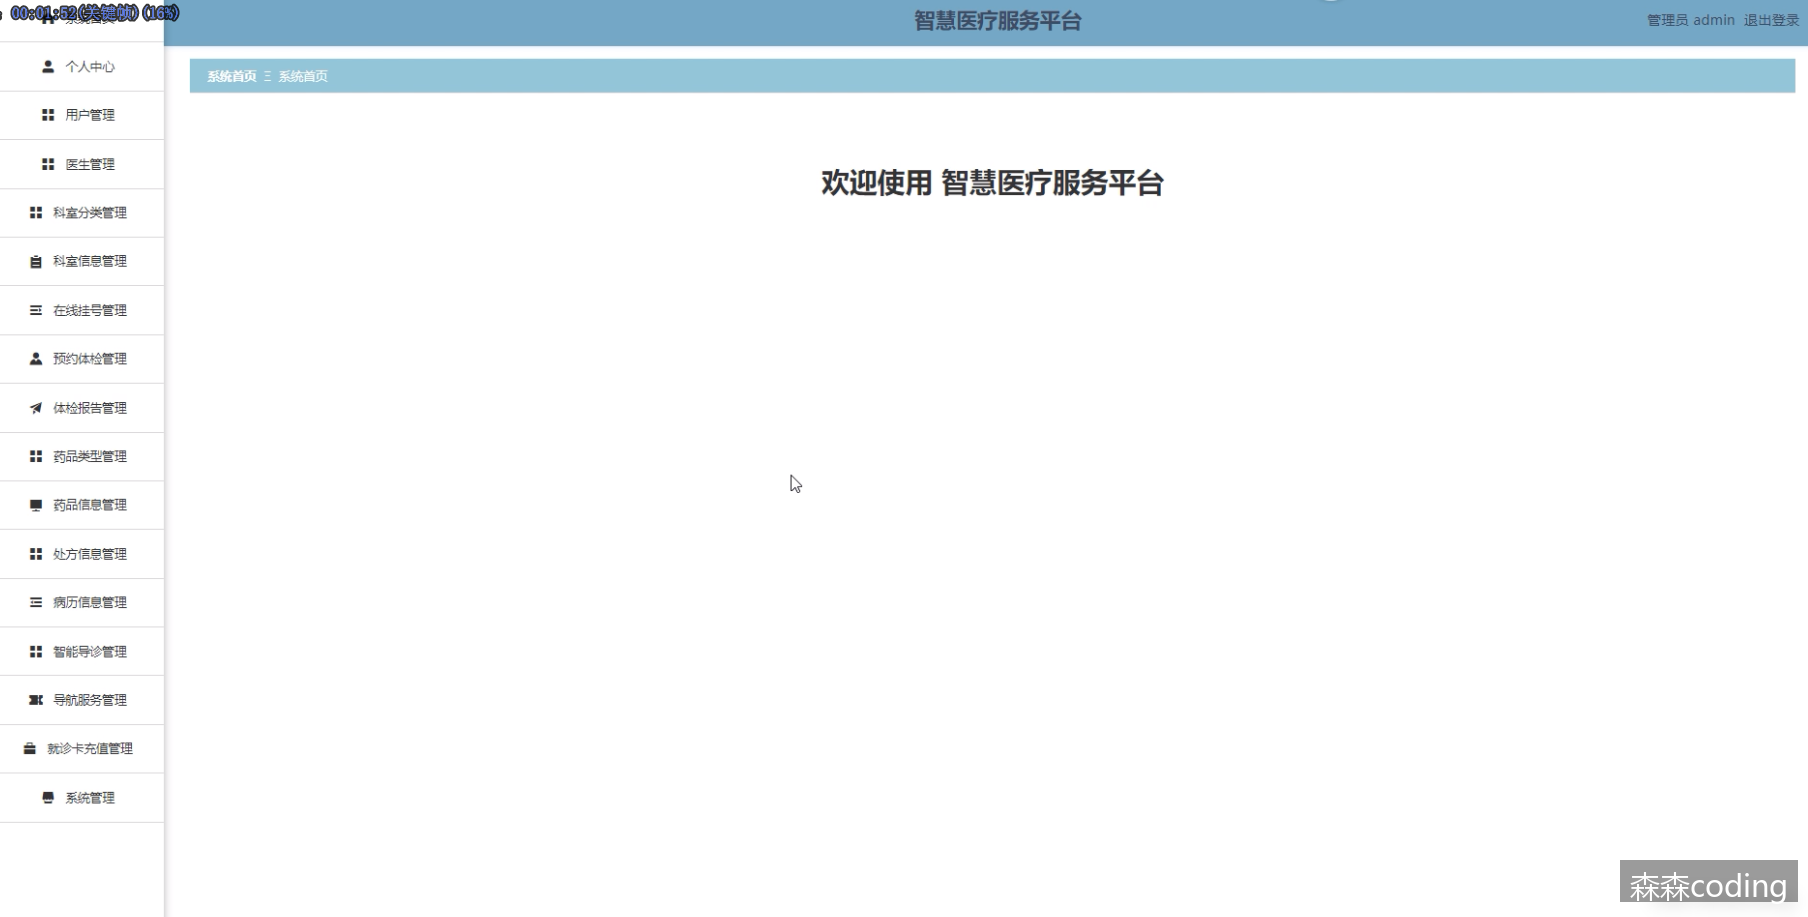 00:01:52(关键帧)(16%)
智慧医疗服务平台
管理员 admin 退出登录
系统首页 系统首页
个人中心
用户管理
医生管理
科室分类管理
科室信息管理
在线挂号管理
预约体检管理
体检报告管理
药品类型管理
药品信息管理
处方信息管理
病历信息管理
智能导诊管理
导航服务管理
就诊卡充值管理
系统管理
欢迎使用 智慧医疗服务平台
森森coding